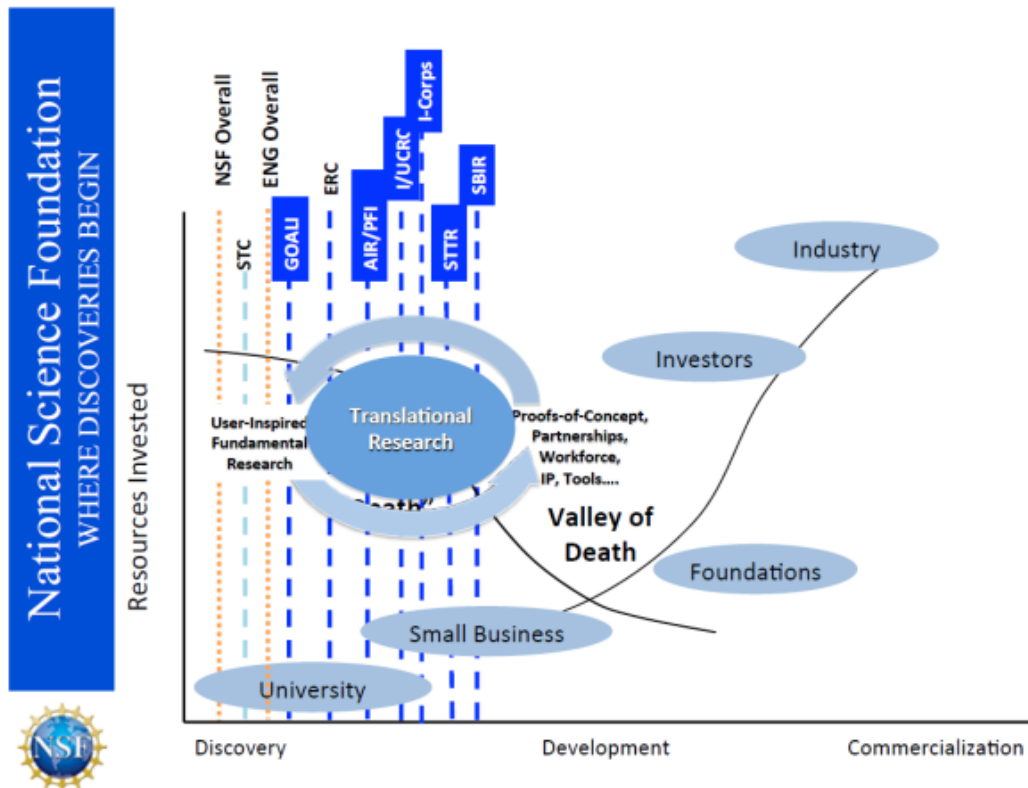 National Science Foundation
WHERE DISCOVERIES BEGIN
NSF
NSF Overall
STC
ENG Overall
GOALI
ERC
AIR/PFI
I/UCRC
I-Corps
STTR
SBIR
Resources Invested
Industry
Investors
Translational
Research
User-Inspired
Fundamental
Research
Proofs-of-Concept,
Partnerships,
Workforce,
IP, Tools....
Valley of
Death
Foundations
Small Business
University
Discovery
Development
Commercialization